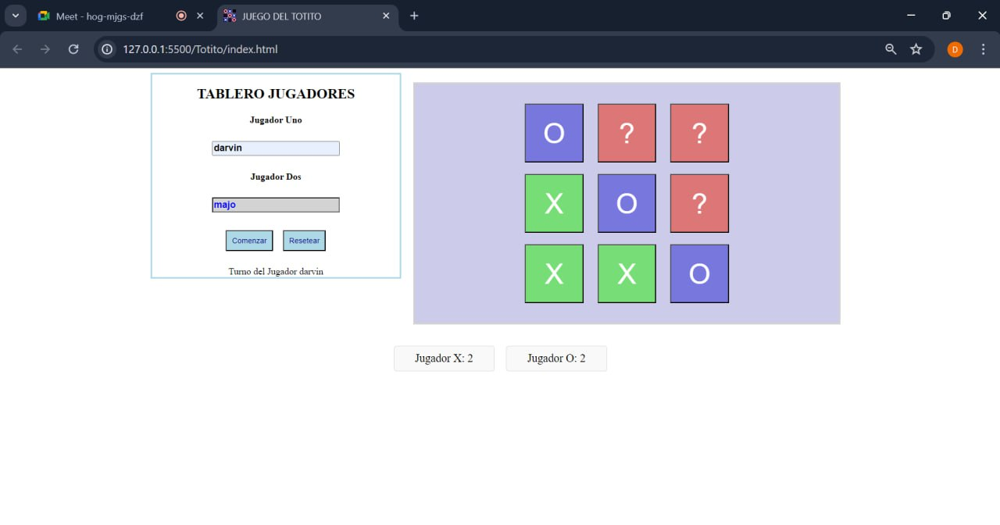 Meet - hog-mjgs-dzf
JUEGO DEL TOTITO
127.0.0.1:5500/Totito/index.html
D
TABLERO JUGADORES
Jugador Uno
darvin
Jugador Dos
majo
Comenzar Resetear
Turno del Jugador darvin
O ? ?
X O ?
X X O
Jugador X: 2 Jugador O: 2